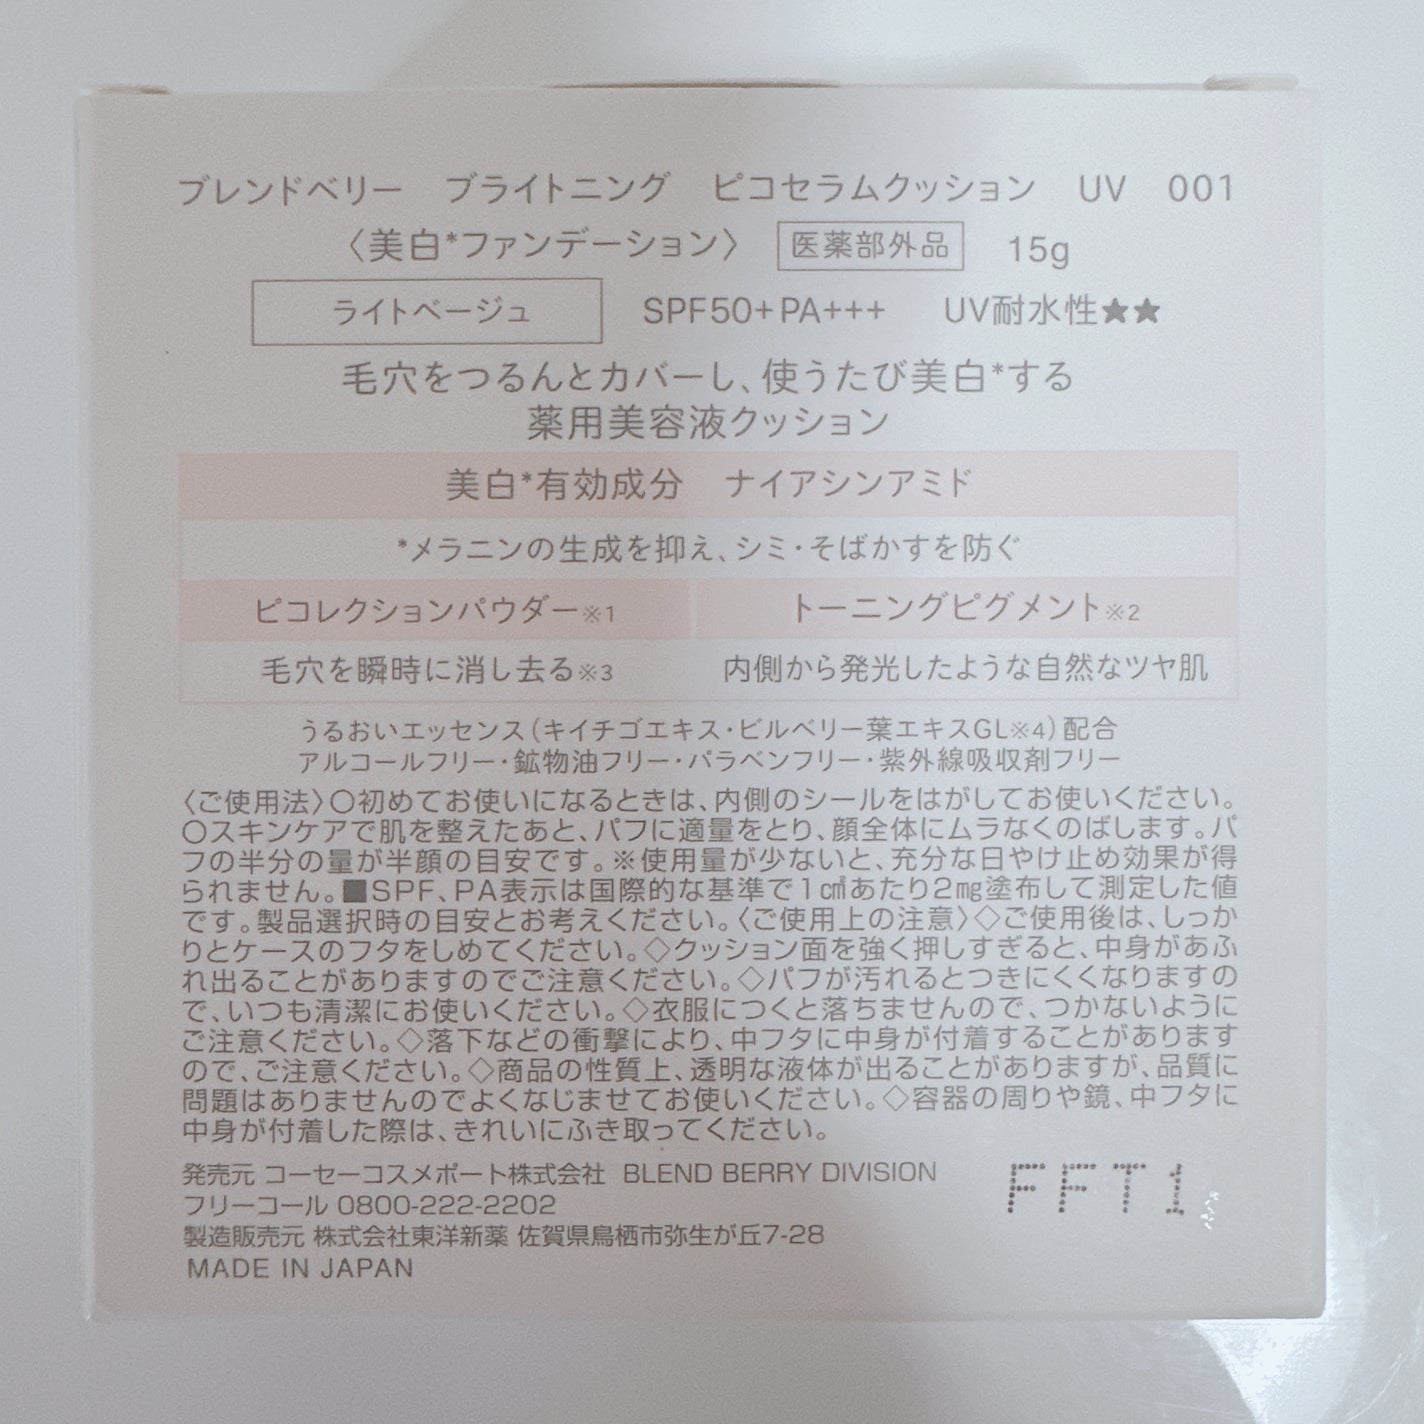 ブレンドベリー ブライトニング ピコセラムクッション UV 001
〈美白*ファンデーション〉 医薬部外品 15g
ライトベージュ SPF50+PA+++ UV耐水性★★
毛穴をつるんとカバーし、使うたび美白*する
薬用美容液クッション
美白*有効成分 ナイアシンアミド
*メラニンの生成を抑え、シミ・そばかすを防ぐ
ピコレクションパウダー※1 トーニングピグメント※2
毛穴を瞬時に消し去る※3 内側から発光したような自然なツヤ肌
うるおいエッセンス(キイチゴエキス・ビルベリー葉エキスGL※4)配合
アルコールフリー・鉱物油フリー・パラベンフリー・紫外線吸収剤フリー
〈ご使用法〉○初めてお使いになるときは、内側のシールをはがしてお使いください。
○スキンケアで肌を整えたあと、パフに適量をとり、顔全体にムラなくのばします。パ
フの半分の量が半顔の目安です。※使用量が少ないと、充分な日やけ止め効果が得
られません。■SPF、PA表示は国際的な基準で1㎠あたり2㎎塗布して測定した値
です。製品選択時の目安とお考えください。〈ご使用上の注意〉◇ご使用後は、しっか
りとケースのフタをしめてください。◇クッション面を強く押しすぎると、中身があふ
れ出ることがありますのでご注意ください。◇パフが汚れるとつきにくくなりますの
で、いつも清潔にお使いください。◇衣服につくと落ちませんので、つかないように
ご注意ください。◇落下などの衝撃により、中フタに中身が付着することがあります
ので、ご注意ください。◇商品の性質上、透明な液体が出ることがありますが、品質に
問題はありませんのでよくなじませてお使いください。◇容器の周りや鏡、中フタに
中身が付着した際は、きれいにふき取ってください。
発売元 コーセーコスメポート株式会社 BLEND BERRY DIVISION
フリーコール 0800-222-2202
製造販売元 株式会社東洋新薬 佐賀県鳥栖市弥生が丘7-28
MADE IN JAPAN
FFT1